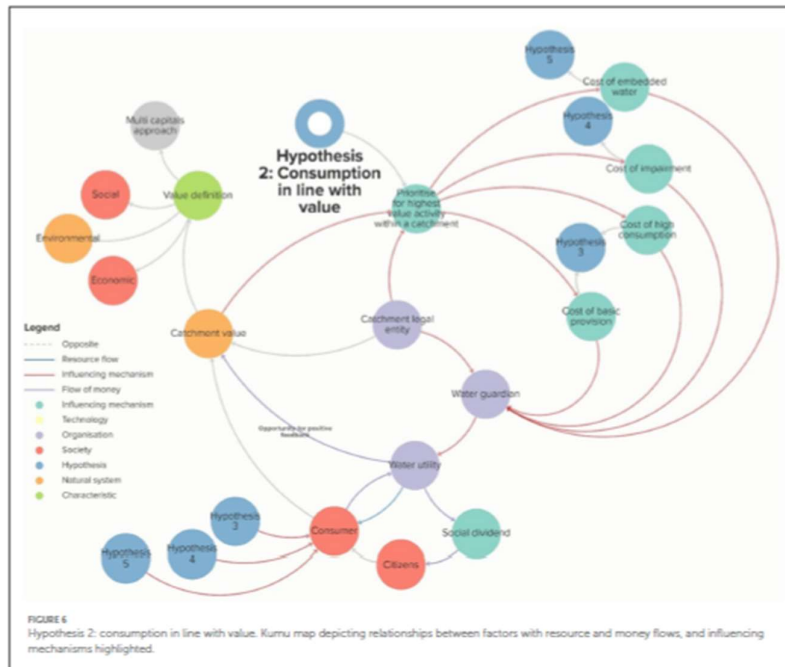 Hypothesis
5
Cost of embedded
water
Hypothesis
4
Cost of impairment
Cost of high
consumption
Hypothesis
3
Cost of basic
provision
Multi capitals
approach
Social
Value definition
Environmental
Economic
Hypothesis
2: Consumption
in line with
value
Prioritise
for highest
value activity
within a catchment
Catchment value
Catchment legal
entity
Water guardian
Opportunity for positive
feedback
Water utility
Legend
Opposite
Resource flow
Influencing mechanism
Flow of money
Influencing mechanism
Technology
Organisation
Society
Hypothesis
Natural system
Characteristic
Hypothesis
3
Hypothesis
4
Hypothesis
5
Consumer
Social dividend
Citizens
FIGURE 6
Hypothesis 2: consumption in line with value. Kumu map depicting relationships between factors with resource and money flows, and influencing
mechanisms highlighted.